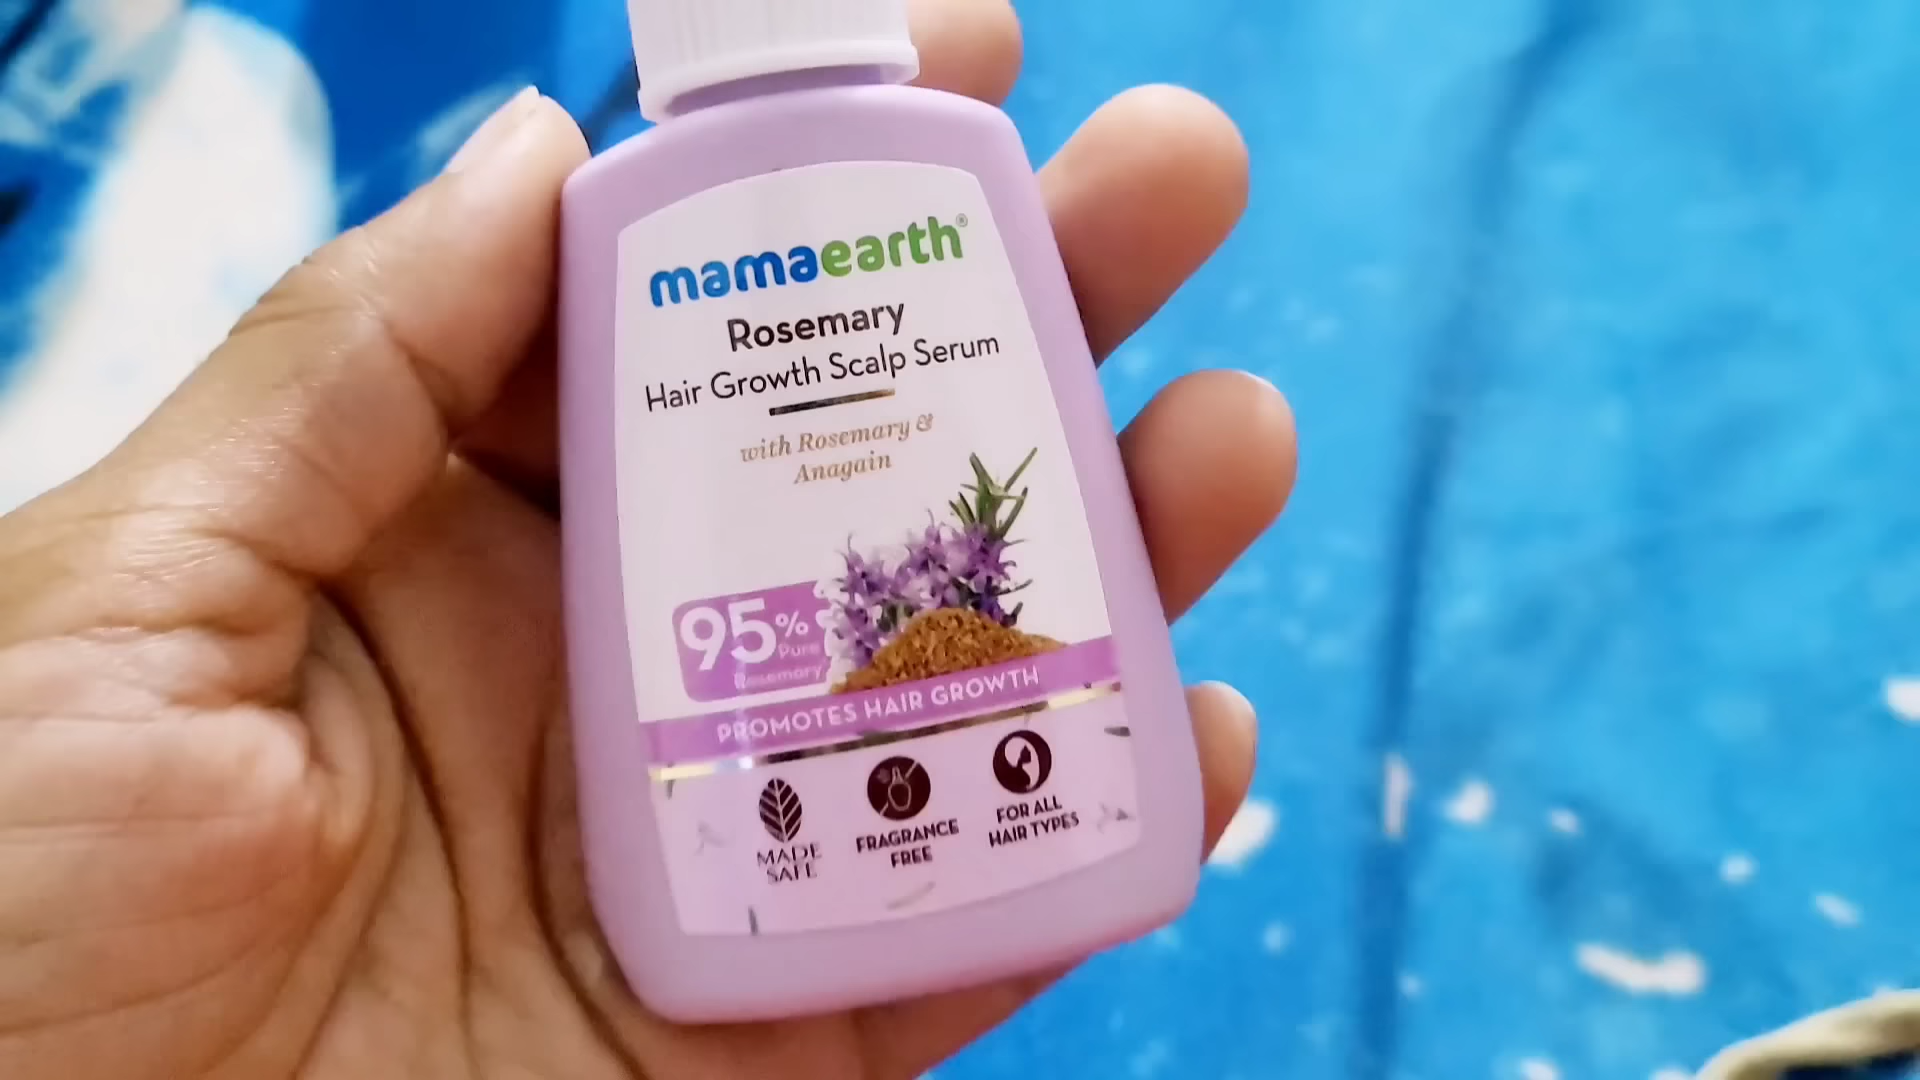 mamaearth®
Rosemary
Hair Growth Scalp Serum
with Rosemary &
Anagain
95%
Pure
Rosemary
PROMOTES HAIR GROWTH
MADE
SAFE
FRAGRANCE
FREE
FOR ALL
HAIR TYPES